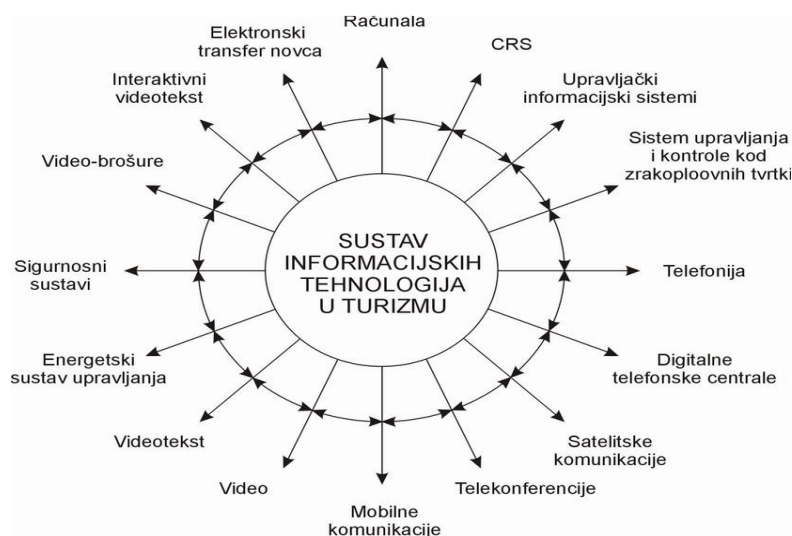 Računala
CRS
Upravljački
informacijski sistemi
Sistem upravljanja
i kontrole kod
zrakoploovnih tvrtki
Telefonija
Digitalne
telefonske centrale
Satelitske
komunikacije
Telekonferencije
Mobilne
komunikacije
Video
Videotekst
Energetski
sustav upravljanja
Sigurnosni
sustavi
Video-brošure
Interaktivni
videotekst
Elektronski
transfer novca
SUSTAV
INFORMACIJSKIH
TEHNOLOGIJA
U TURIZMU